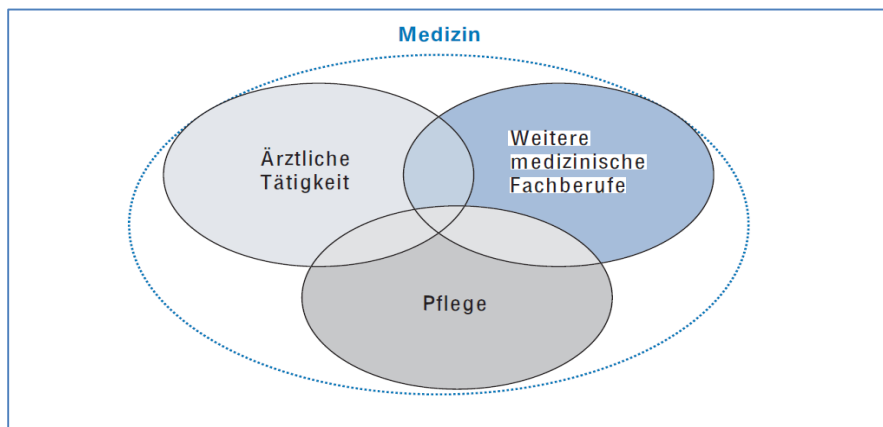 Medizin
Ärztliche
Tätigkeit
Weitere
medizinische
Fachberufe
Pflege